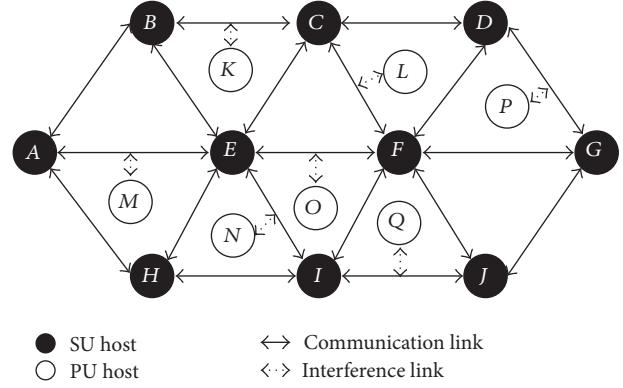 B
C
D
K
L
P
A
E
F
G
M
O
N
Q
H
I
J
SU host
Communication link
PU host
Interference link